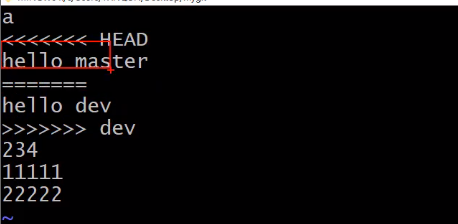 a
<<<<<<< HEAD
hello master
=======
hello dev
>>>>>>> dev
234
11111
22222
~